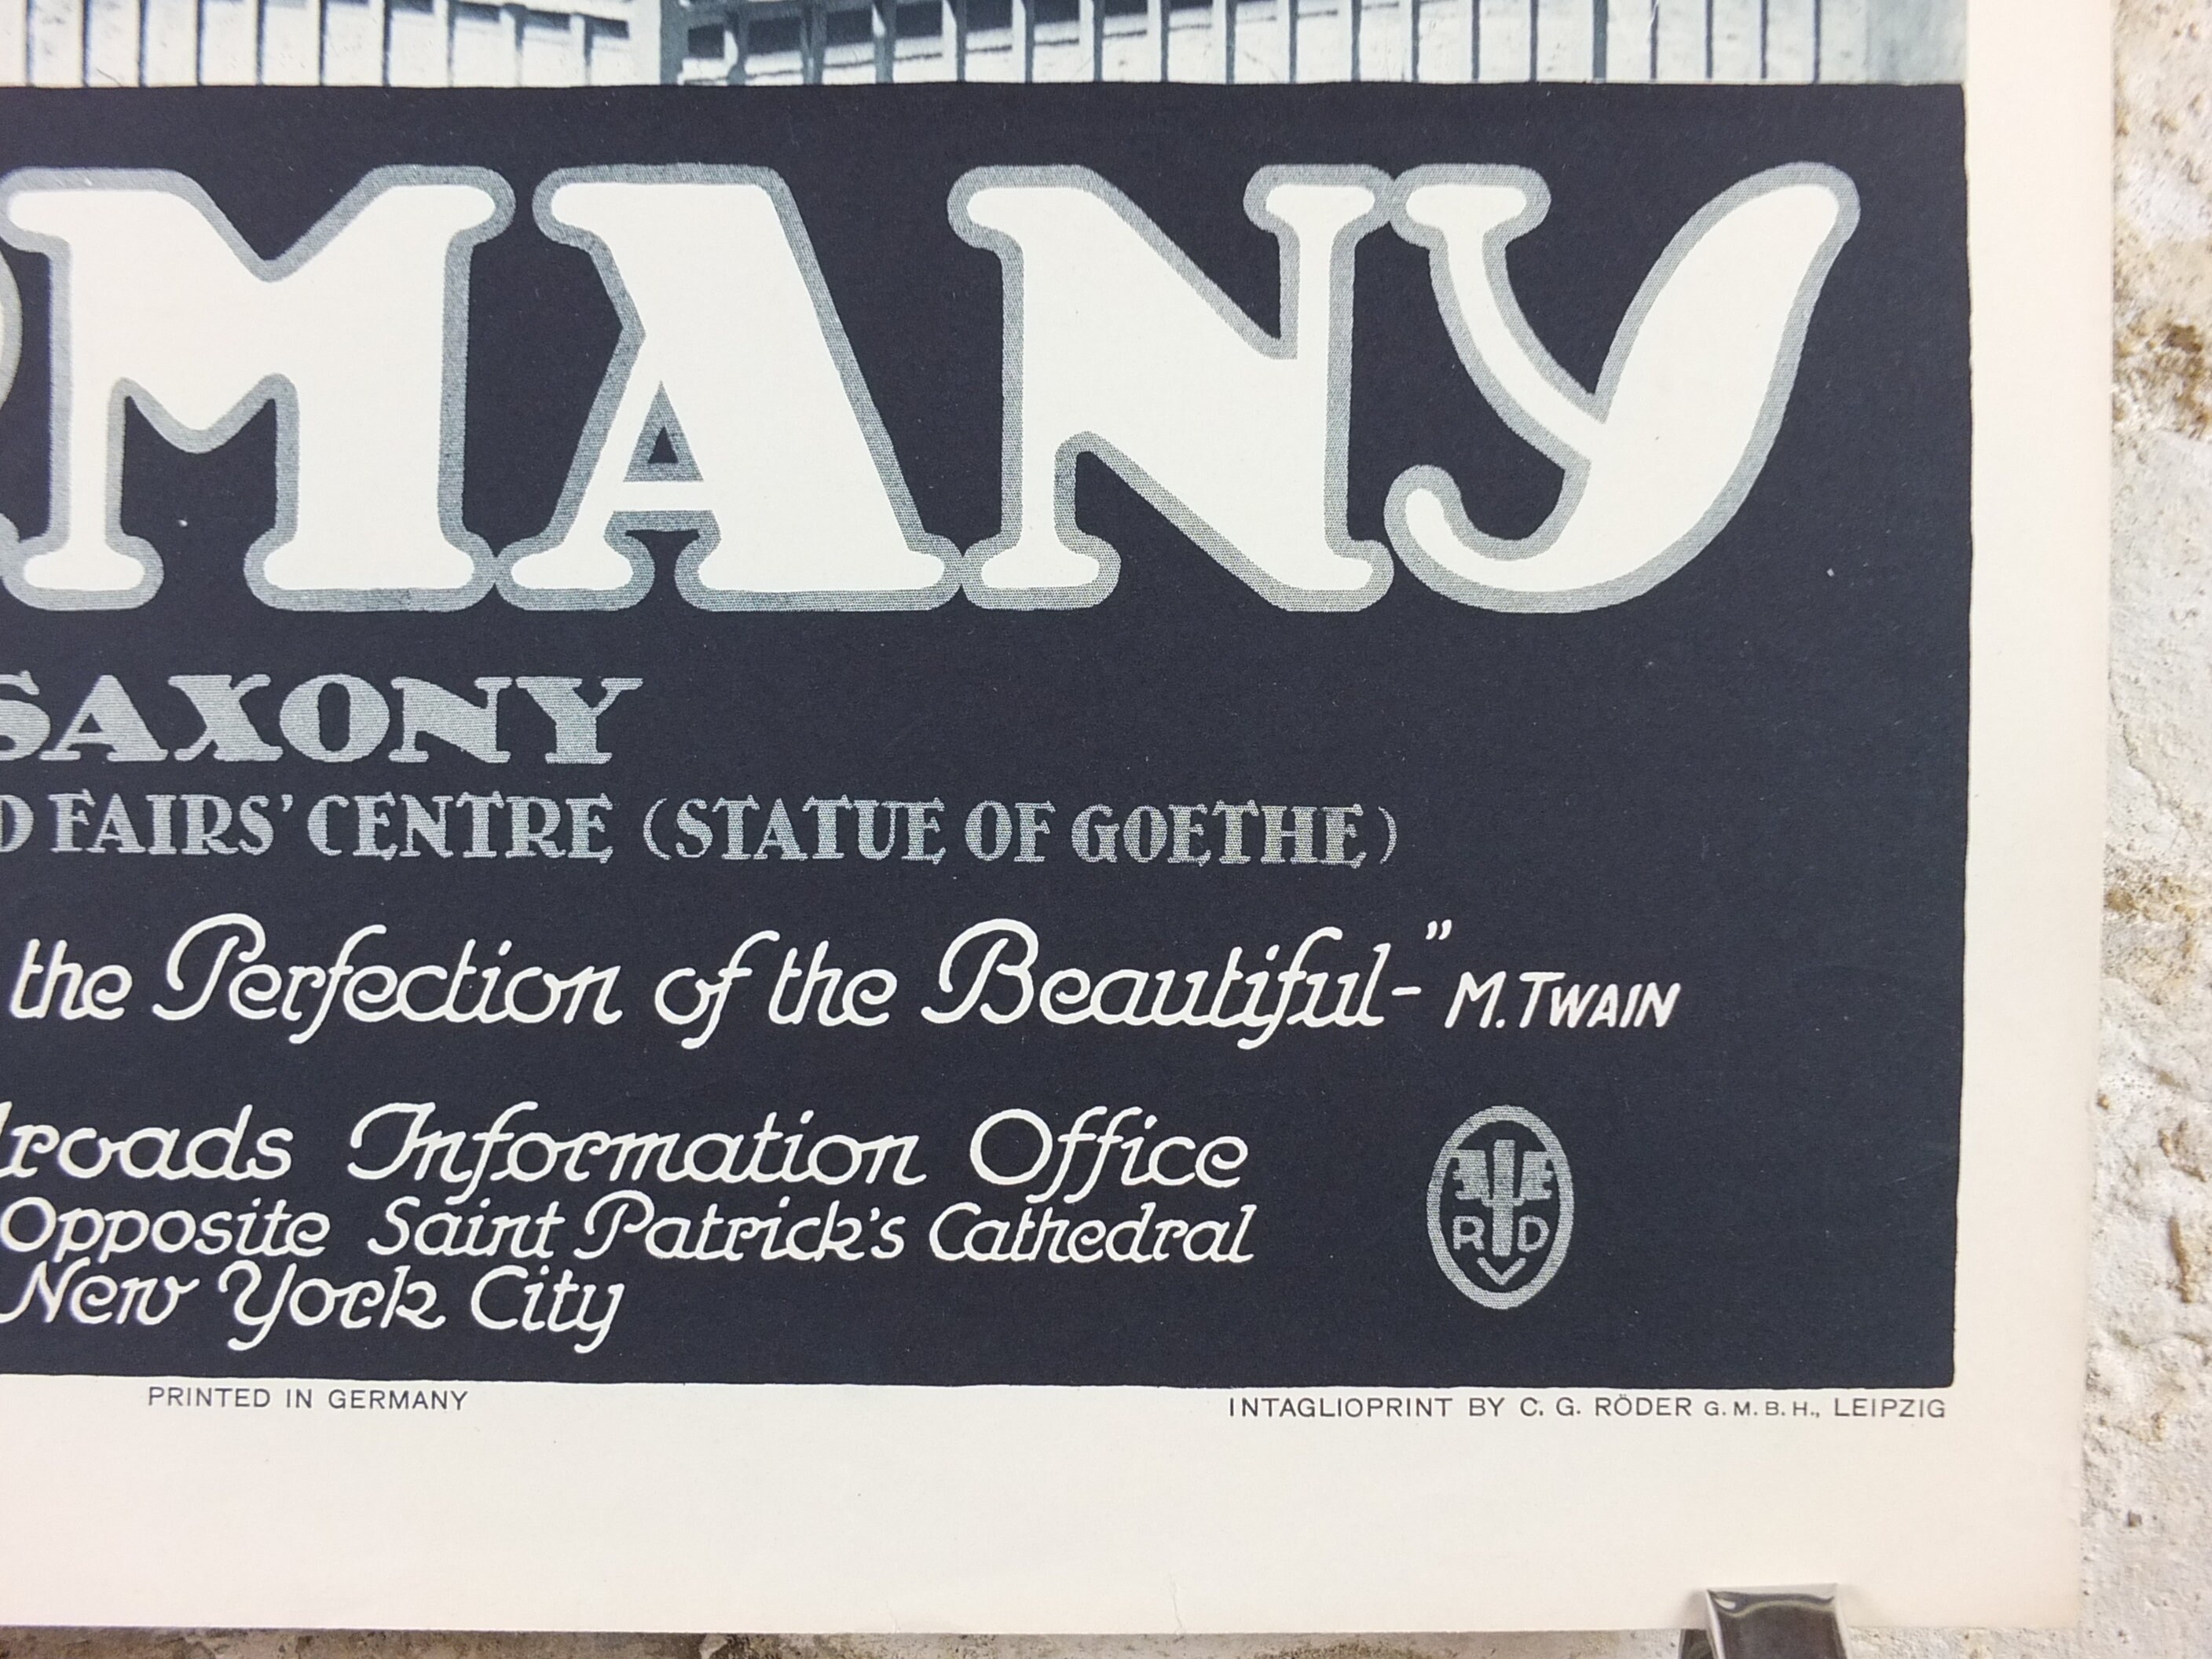 MANY
SAXONY
FAIRS' CENTRE (STATUE OF GOETHE)
the Perfection of the Beautiful-" M. TWAIN
Information Office
Opposite Saint Patrick's Cathedral
New York City
R D V
PRINTED IN GERMANY
INTAGLIOPRINT BY C. G. RÖDER G. M. B. H., LEIPZIG